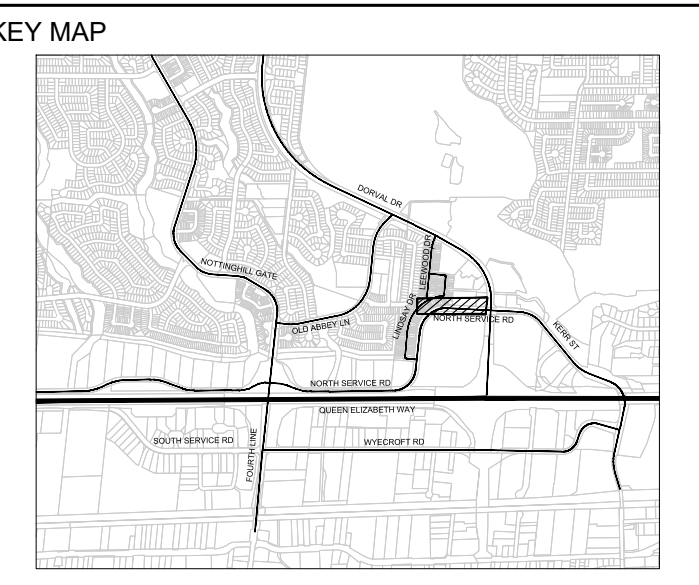 KEY MAP
DORVAL DR
LEEWOOD DR
NOTTINGHILL GATE
LINDSAY DR
NORTH SERVICE RD
OLD ABBEY LN
KERR ST
NORTH SERVICE RD
QUEEN ELIZABETH WAY
SOUTH SERVICE RD
FOURTH LINE
WYECROFT RD